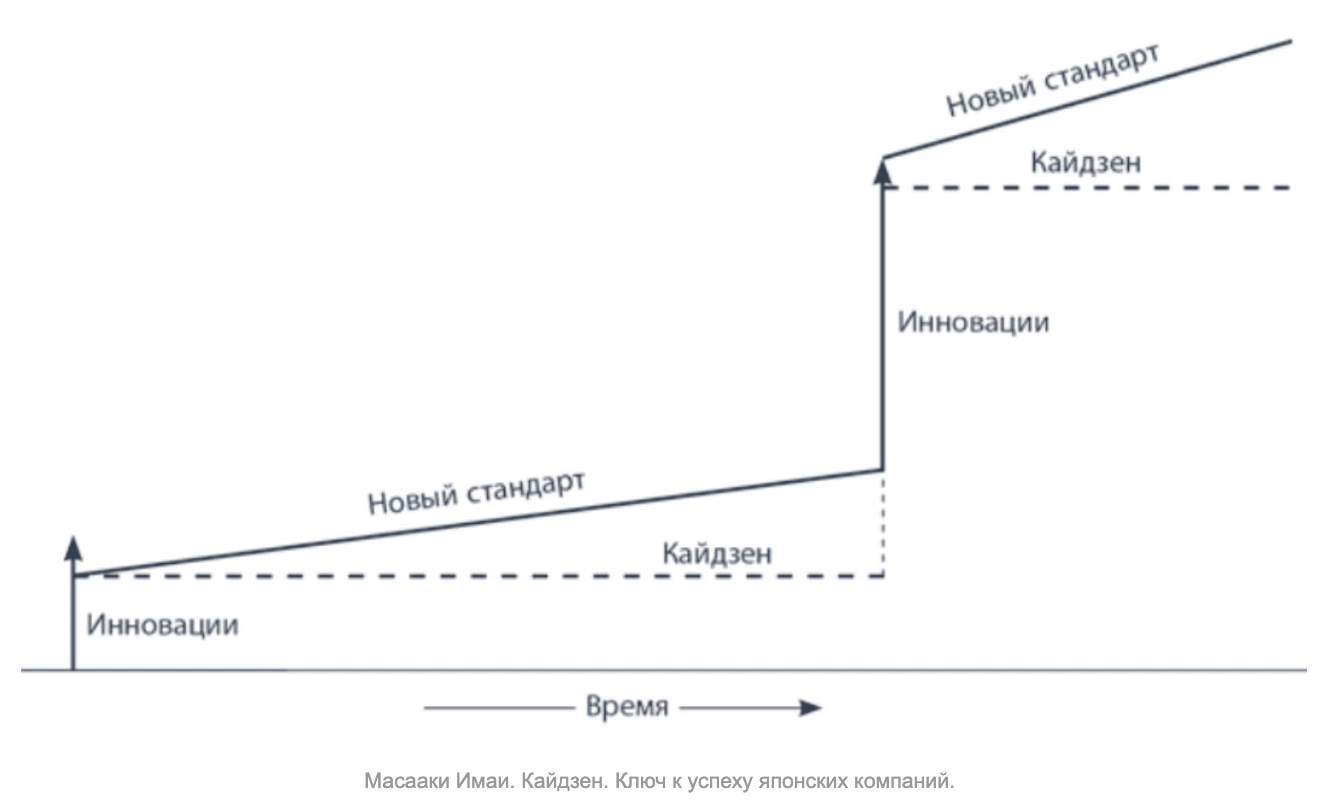 Новый стандарт
Кайдзен
Инновации
Новый стандарт
Кайдзен
Инновации
Время
Масааки Имаи. Кайдзен. Ключ к успеху японских компаний.